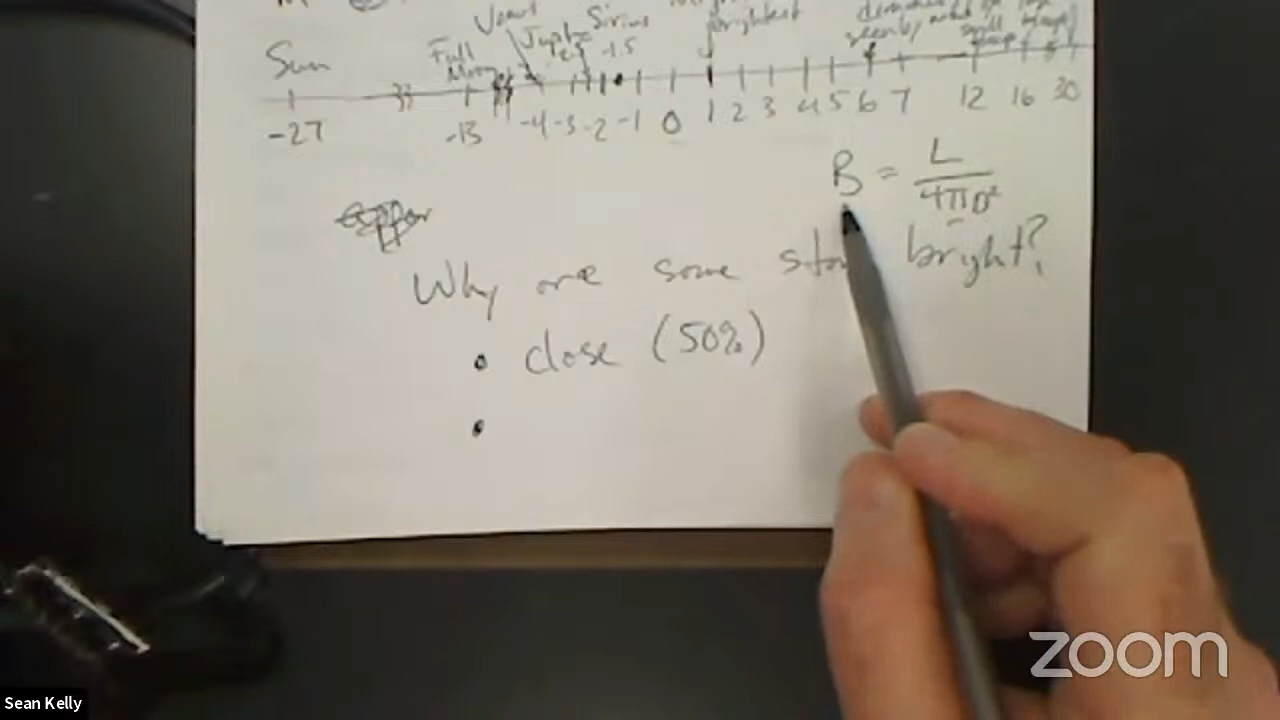 Venus Sirius brightest
Sun Full Jupiter -1.5
Moon
-27 -13 -4 -3 -2 -1 0 1 2 3 4 5 6 7 12 16 30
B = L / 4πD²
Why are some bright?
• close (50%)
•
zoom
Sean Kelly